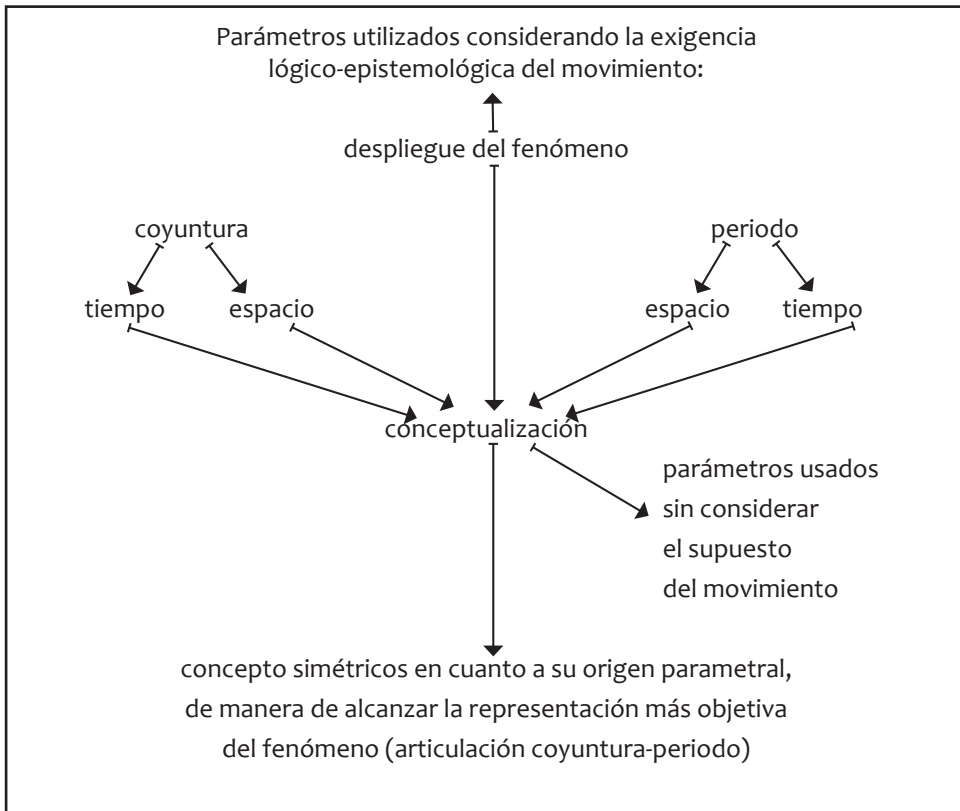 Parámetros utilizados considerando la exigencia
lógico-epistemológica del movimiento:
despliegue del fenómeno
coyuntura
periodo
tiempo
espacio
espacio
tiempo
conceptualización
parámetros usados
sin considerar
el supuesto
del movimiento
concepto simétricos en cuanto a su origen parametral,
de manera de alcanzar la representación más objetiva
del fenómeno (articulación coyuntura-periodo)